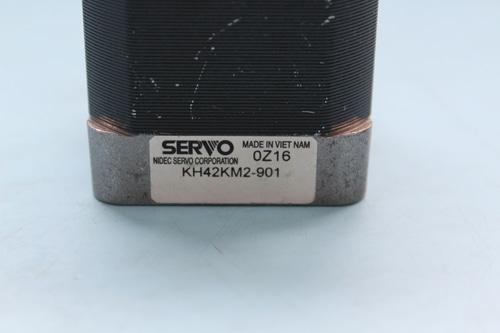 SERVO MADE IN VIET NAM
NIDEC SERVO CORPORATION 0Z16
KH42KM2-901